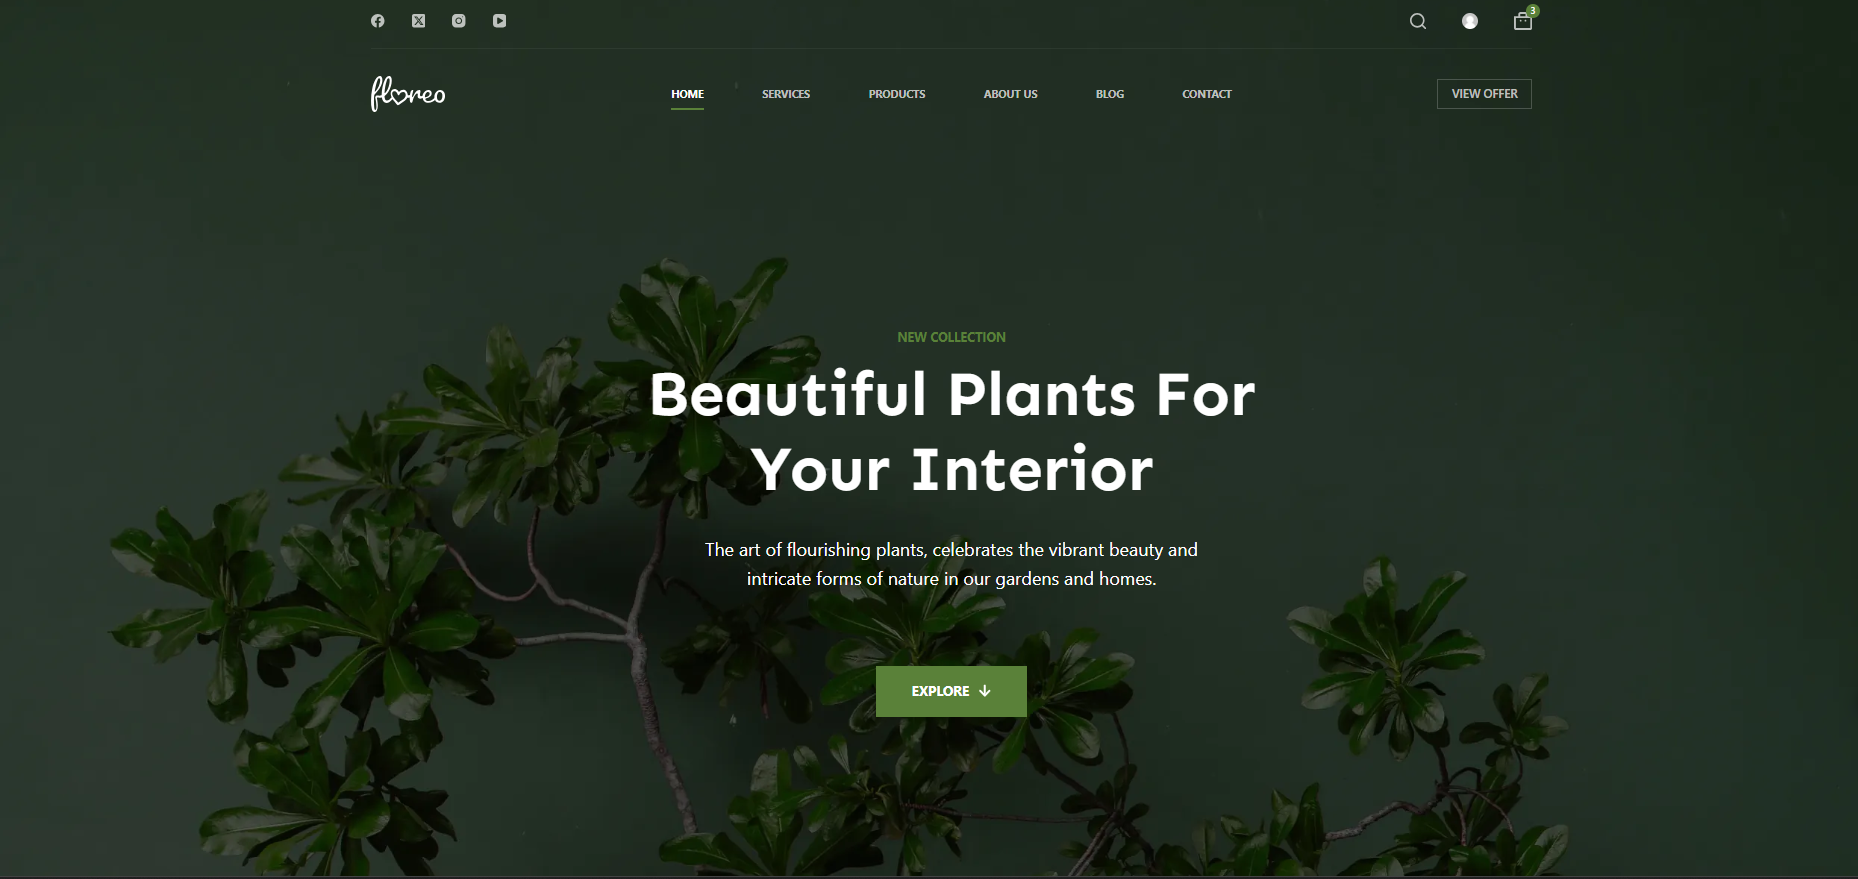 3
floreo
HOME SERVICES PRODUCTS ABOUT US BLOG CONTACT
VIEW OFFER
NEW COLLECTION
Beautiful Plants For
Your Interior
The art of flourishing plants, celebrates the vibrant beauty and
intricate forms of nature in our gardens and homes.
EXPLORE